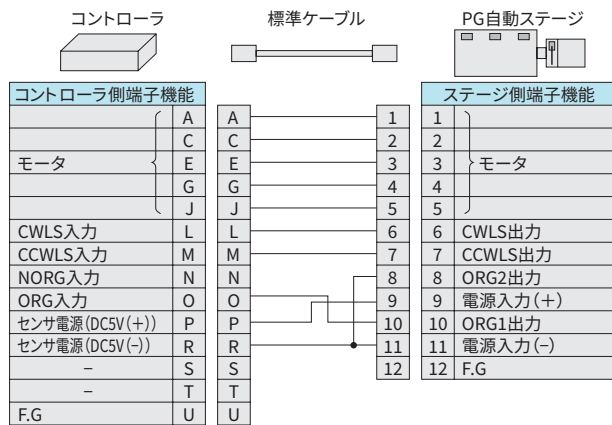 コントローラ 標準ケーブル PG自動ステージ
コントローラ側端子機能 ステージ側端子機能
A A 1 1
C C 2 2
モータ E E 3 3 モータ
G G 4 4
J J 5 5
CWLS入力 L L 6 6 CWLS出力
CCWLS入力 M M 7 7 CCWLS出力
NORG入力 N N 8 8 ORG2出力
ORG入力 O O 9 9 電源入力(+)
センサ電源(DC5V(+)) P P 10 10 ORG1出力
センサ電源(DC5V(-)) R R 11 11 電源入力(-)
- S S 12 12 F.G
- T T
F.G U U